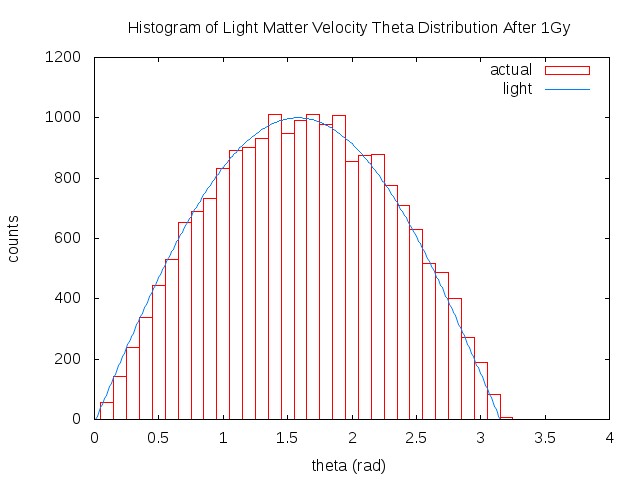 Histogram of Light Matter Velocity Theta Distribution After 1Gy
1200
1000
800
600
400
200
0
counts
actual
light
0 0.5 1 1.5 2 2.5 3 3.5 4
theta (rad)